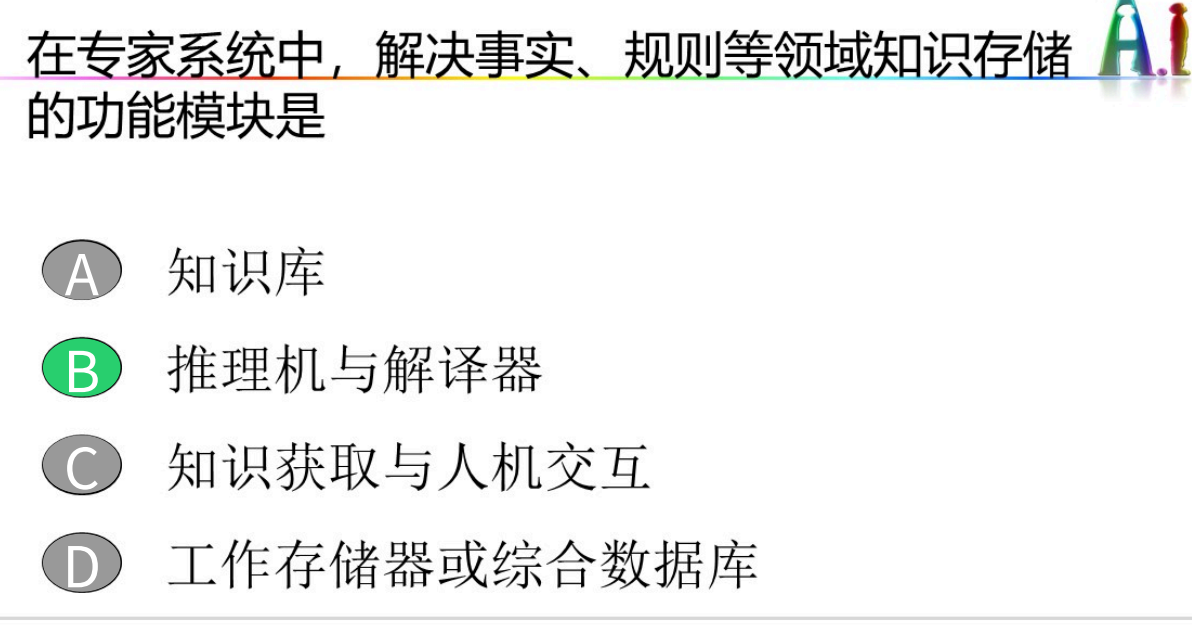 在专家系统中，解决事实、规则等领域知识存储
的功能模块是
A.I
A 知识库
B 推理机与解译器
C 知识获取与人机交互
D 工作存储器或综合数据库